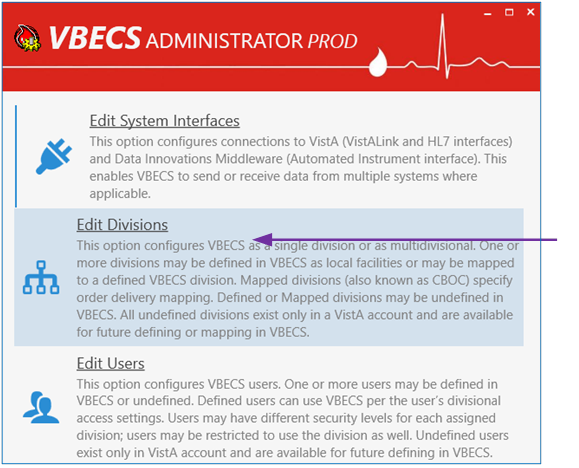 VBECS ADMINISTRATOR PROD
Edit System Interfaces
This option configures connections to VistA (VistALink and HL7 interfaces)
and Data Innovations Middleware (Automated Instrument interface). This
enables VBECS to send or receive data from multiple systems where
applicable.
Edit Divisions
This option configures VBECS as a single division or as multidivisional. One or
more divisions may be defined in VBECS as local facilities or may be mapped
to a defined VBECS division. Mapped divisions (also known as CBOC) specify
order delivery mapping. Defined or Mapped divisions may be undefined in
VBECS. All undefined divisions exist only in a VistA account and are available
for future defining or mapping in VBECS.
Edit Users
This option configures VBECS users. One or more users may be defined in
VBECS or undefined. Defined users can use VBECS per the user's divisional
access settings. Users may have different security levels for each assigned
division; users may be restricted to use the division as well. Undefined users
exist only in VistA account and are available for future defining in VBECS.